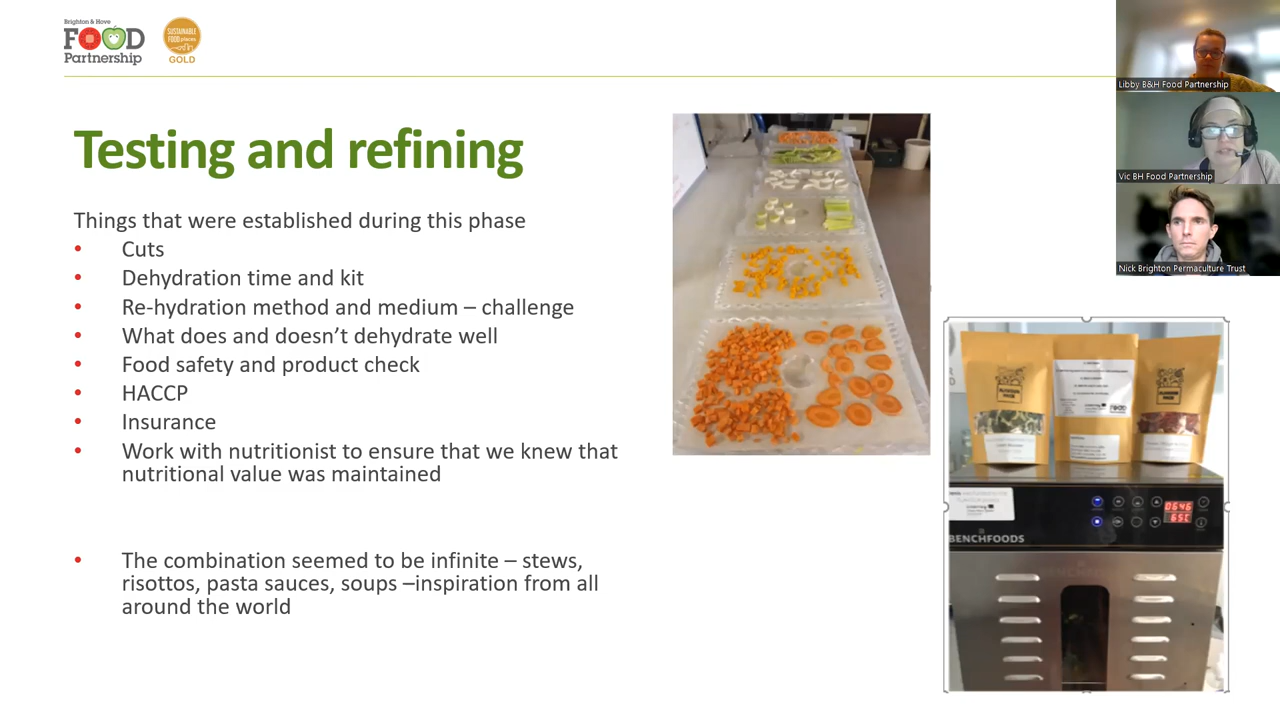 Brighton & Hove
FOOD
Partnership
SUSTAINABLE
FOOD places
GOLD
Libby B&H Food Partnership
Vic BH Food Partnership
Nick Brighton Permaculture Trust
Testing and refining
Things that were established during this phase
• Cuts
• Dehydration time and kit
• Re-hydration method and medium – challenge
• What does and doesn’t dehydrate well
• Food safety and product check
• HACCP
• Insurance
• Work with nutritionist to ensure that we knew that
nutritional value was maintained
• The combination seemed to be infinite – stews,
risottos, pasta sauces, soups –inspiration from all
around the world
FOOD
BENCHFOODS